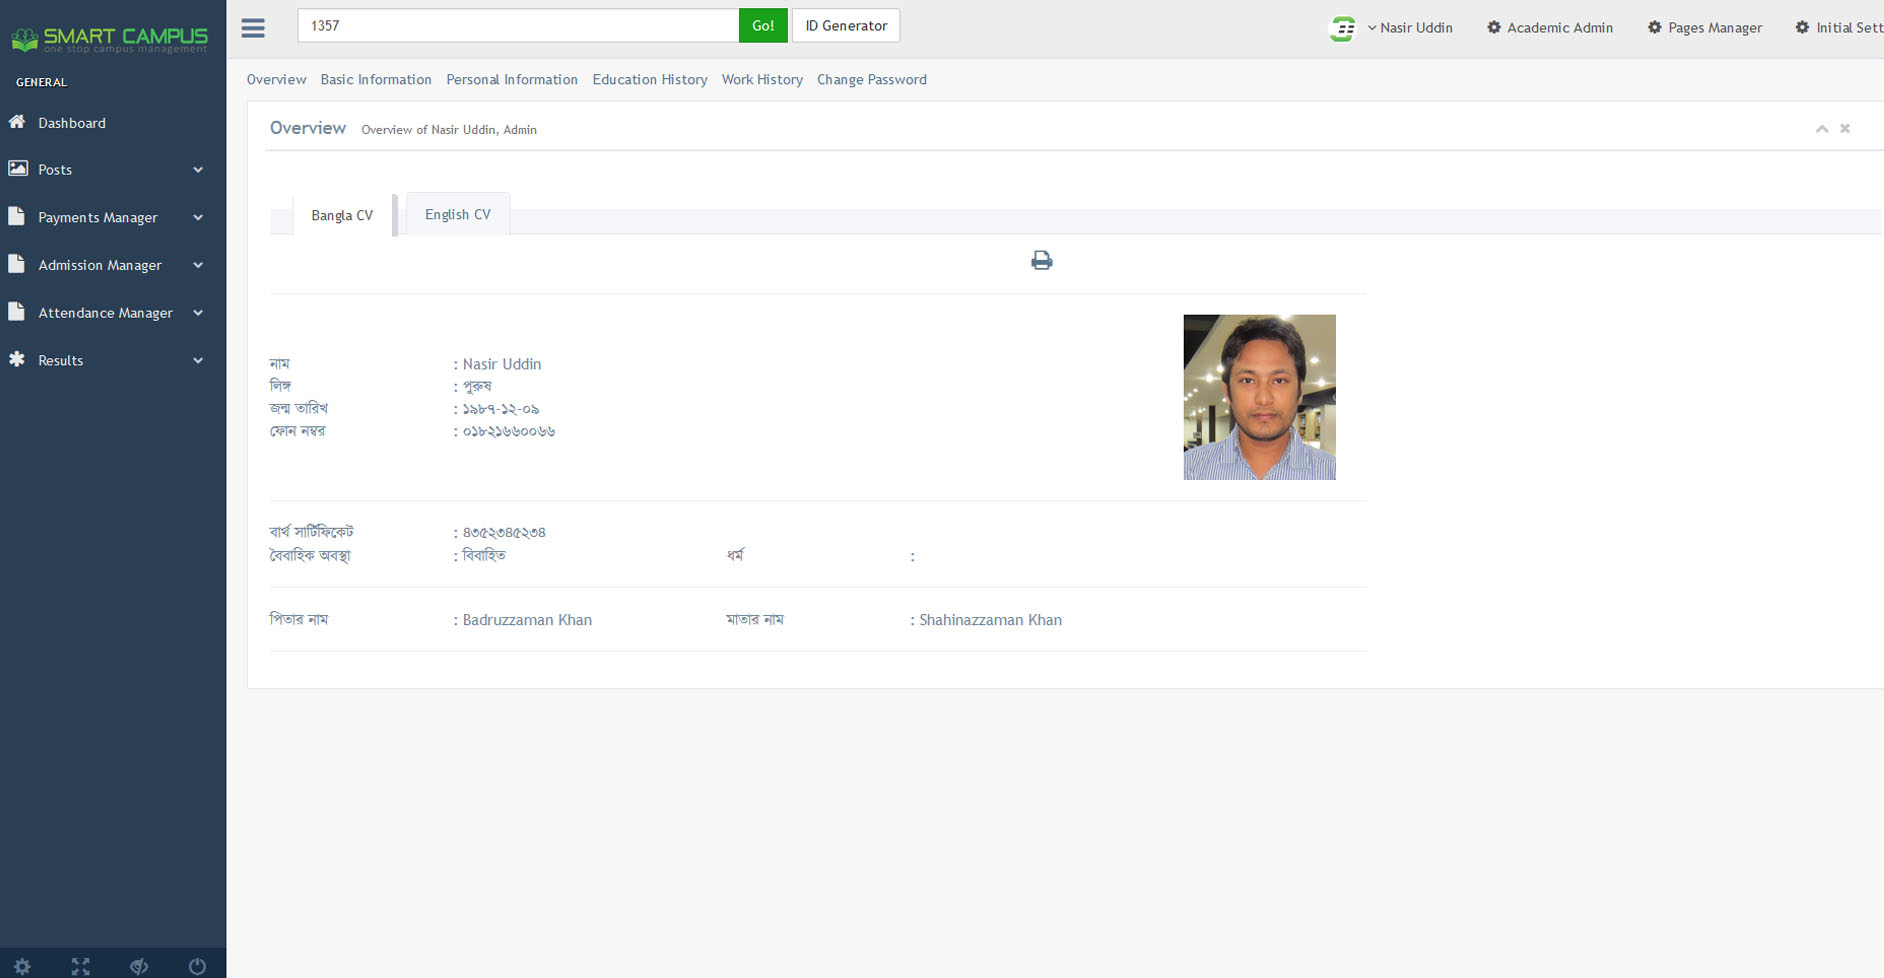 SMART CAMPUS
one stop campus management
1357 Go! ID Generator
Nasir Uddin Academic Admin Pages Manager Initial Sett
GENERAL
Dashboard
Posts
Payments Manager
Admission Manager
Attendance Manager
Results
Overview Basic Information Personal Information Education History Work History Change Password
Overview Overview of Nasir Uddin, Admin
Bangla CV English CV
নাম : Nasir Uddin
লিঙ্গ : পুরুষ
জন্ম তারিখ : ১৯৮৭-১২-০৯
ফোন নম্বর : ০১৮২১৬৬০০৬৬
বার্থ সার্টিফিকেট : ৪৩৫২৩৪৫২৩৪
বৈবাহিক অবস্থা : বিবাহিত ধর্ম :
পিতার নাম : Badruzzaman Khan মাতার নাম : Shahinazzaman Khan